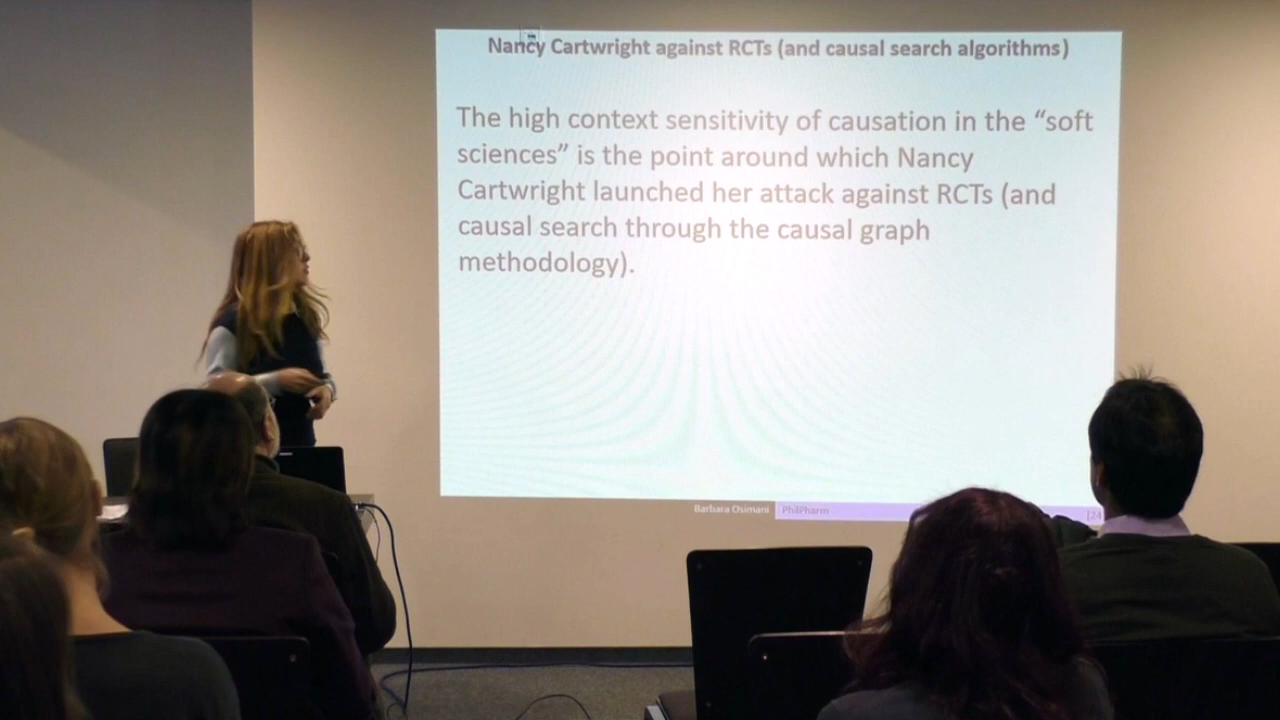 Nancy Cartwright against RCTs (and causal search algorithms)
The high context sensitivity of causation in the “soft
sciences” is the point around which Nancy
Cartwright launched her attack against RCTs (and
causal search through the causal graph
methodology).
Barbara Osimani PhilPharm |24